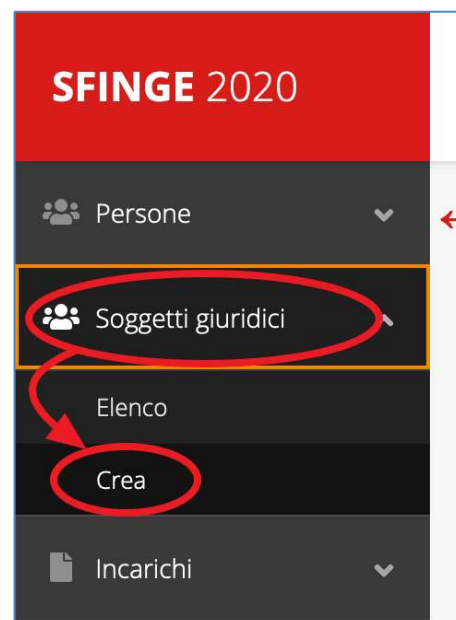 SFINGE 2020
Persone
Soggetti giuridici
Elenco
Crea
Incarichi